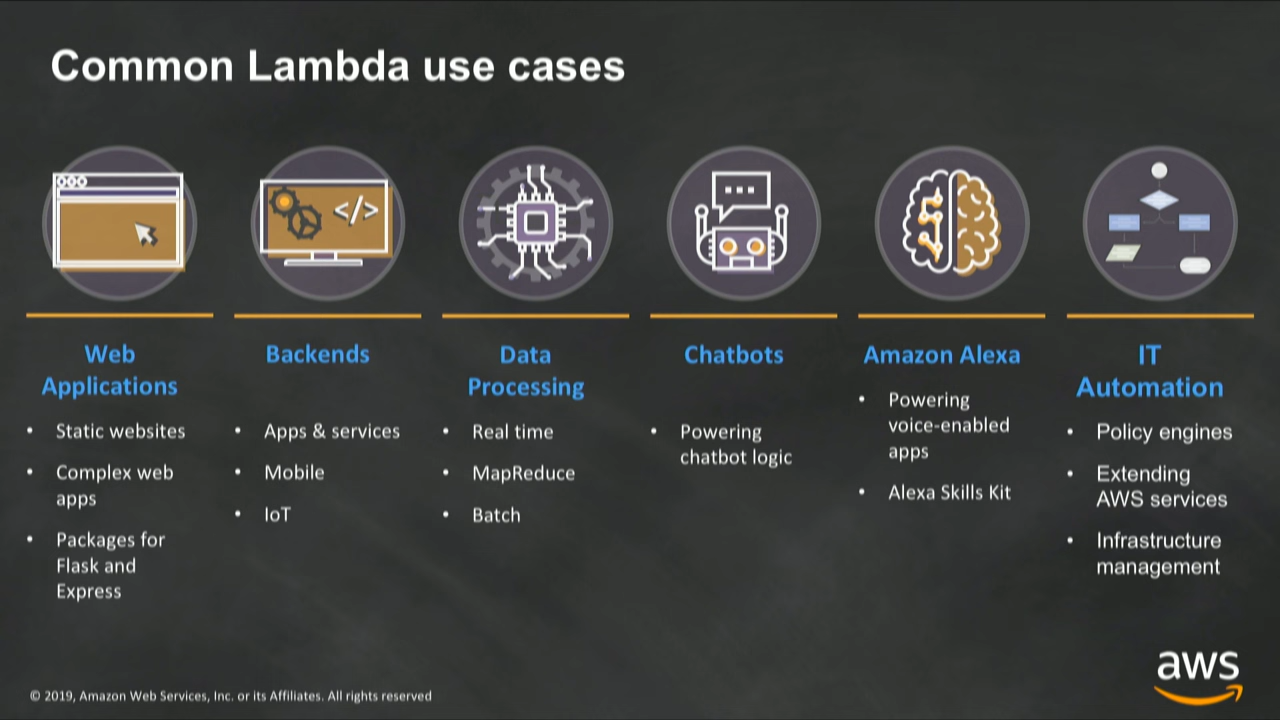 Common Lambda use cases
</>
Web
Applications
• Static websites
• Complex web
apps
• Packages for
Flask and
Express
Backends
• Apps & services
• Mobile
• IoT
Data
Processing
• Real time
• MapReduce
• Batch
Chatbots
• Powering
chatbot logic
Amazon Alexa
• Powering
voice-enabled
apps
• Alexa Skills Kit
IT
Automation
• Policy engines
• Extending
AWS services
• Infrastructure
management
© 2019, Amazon Web Services, Inc. or its Affiliates. All rights reserved
aws